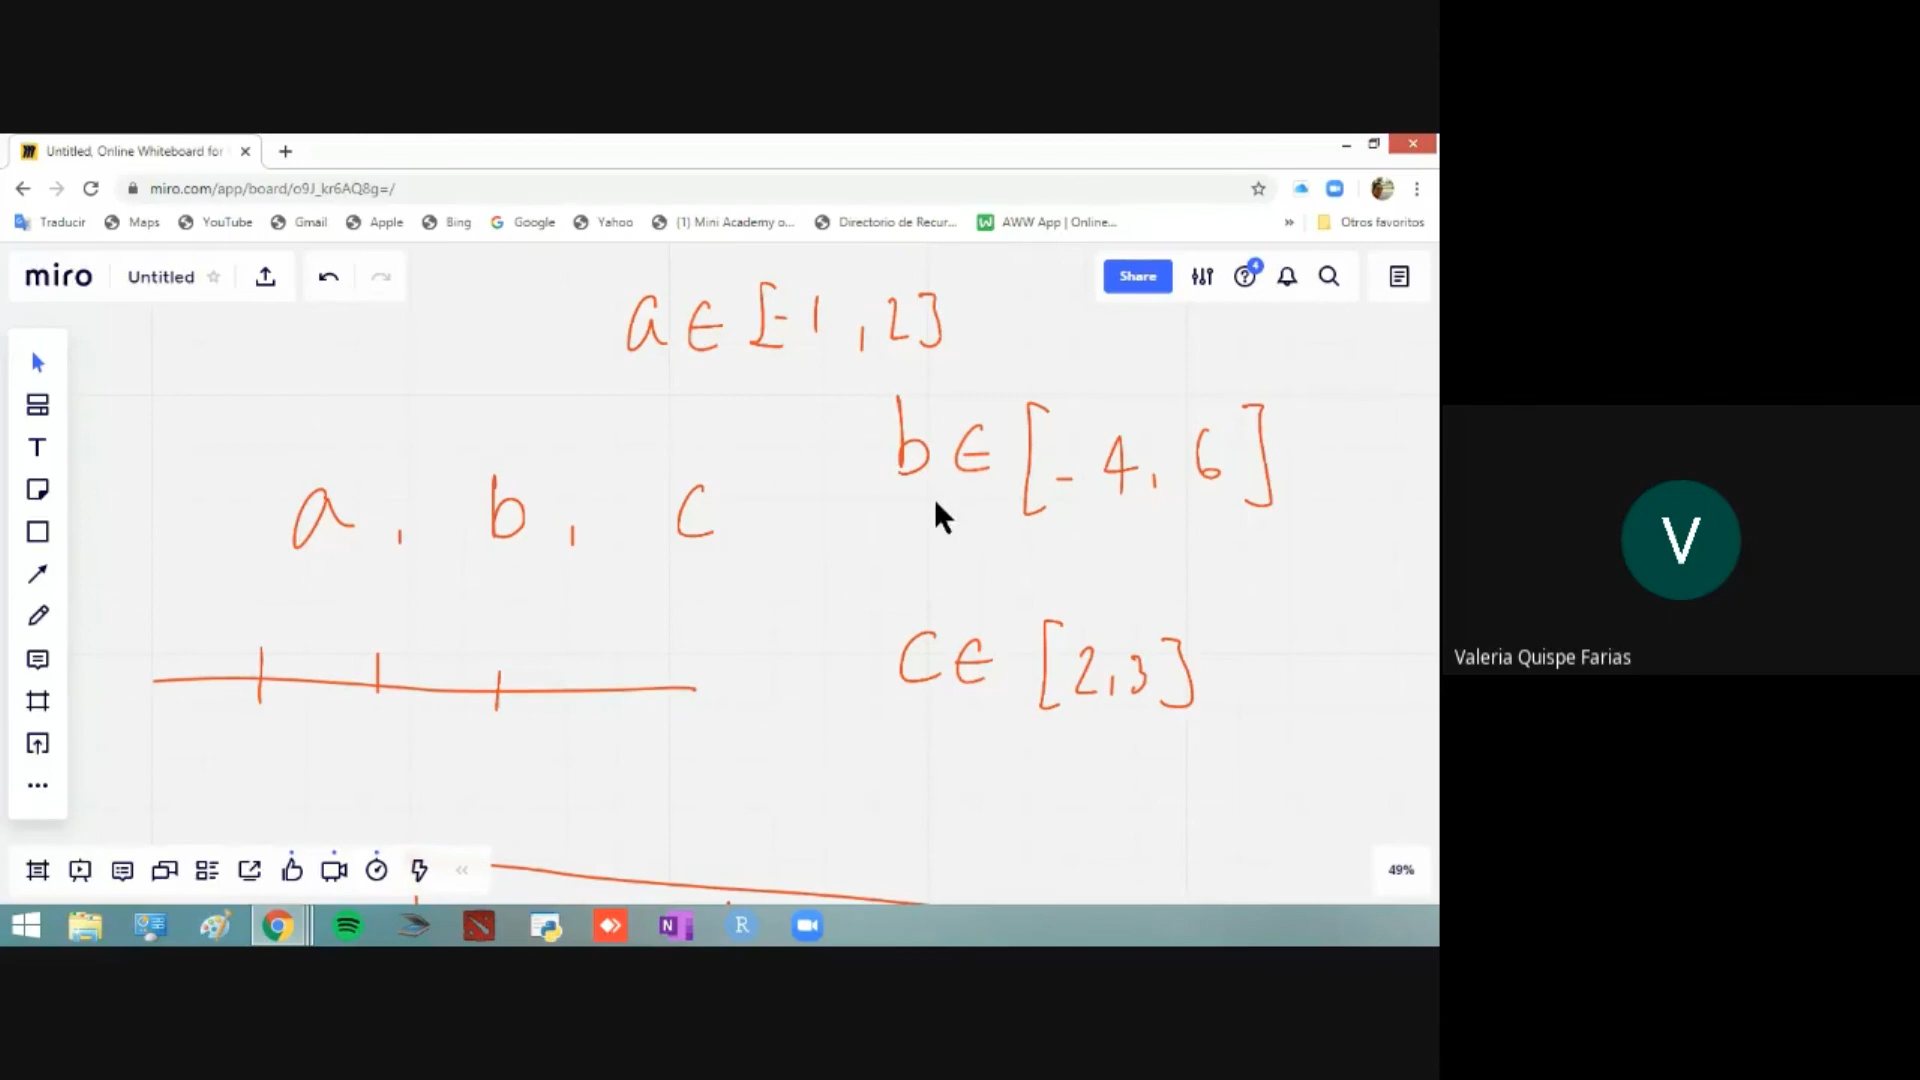 Untitled, Online Whiteboard for
miro.com/app/board/o9J_kr6AQ8g=/
Traducir Maps YouTube Gmail Apple Bing Google Yahoo (1) Mini Academy o... Directorio de Recur... AWW App | Online... » Otros favoritos
miro Untitled Share 4
a ∈ [-1, 2]
b ∈ [-4, 6]
a, b, c
c ∈ [2,3]
V
Valeria Quispe Farias
49%